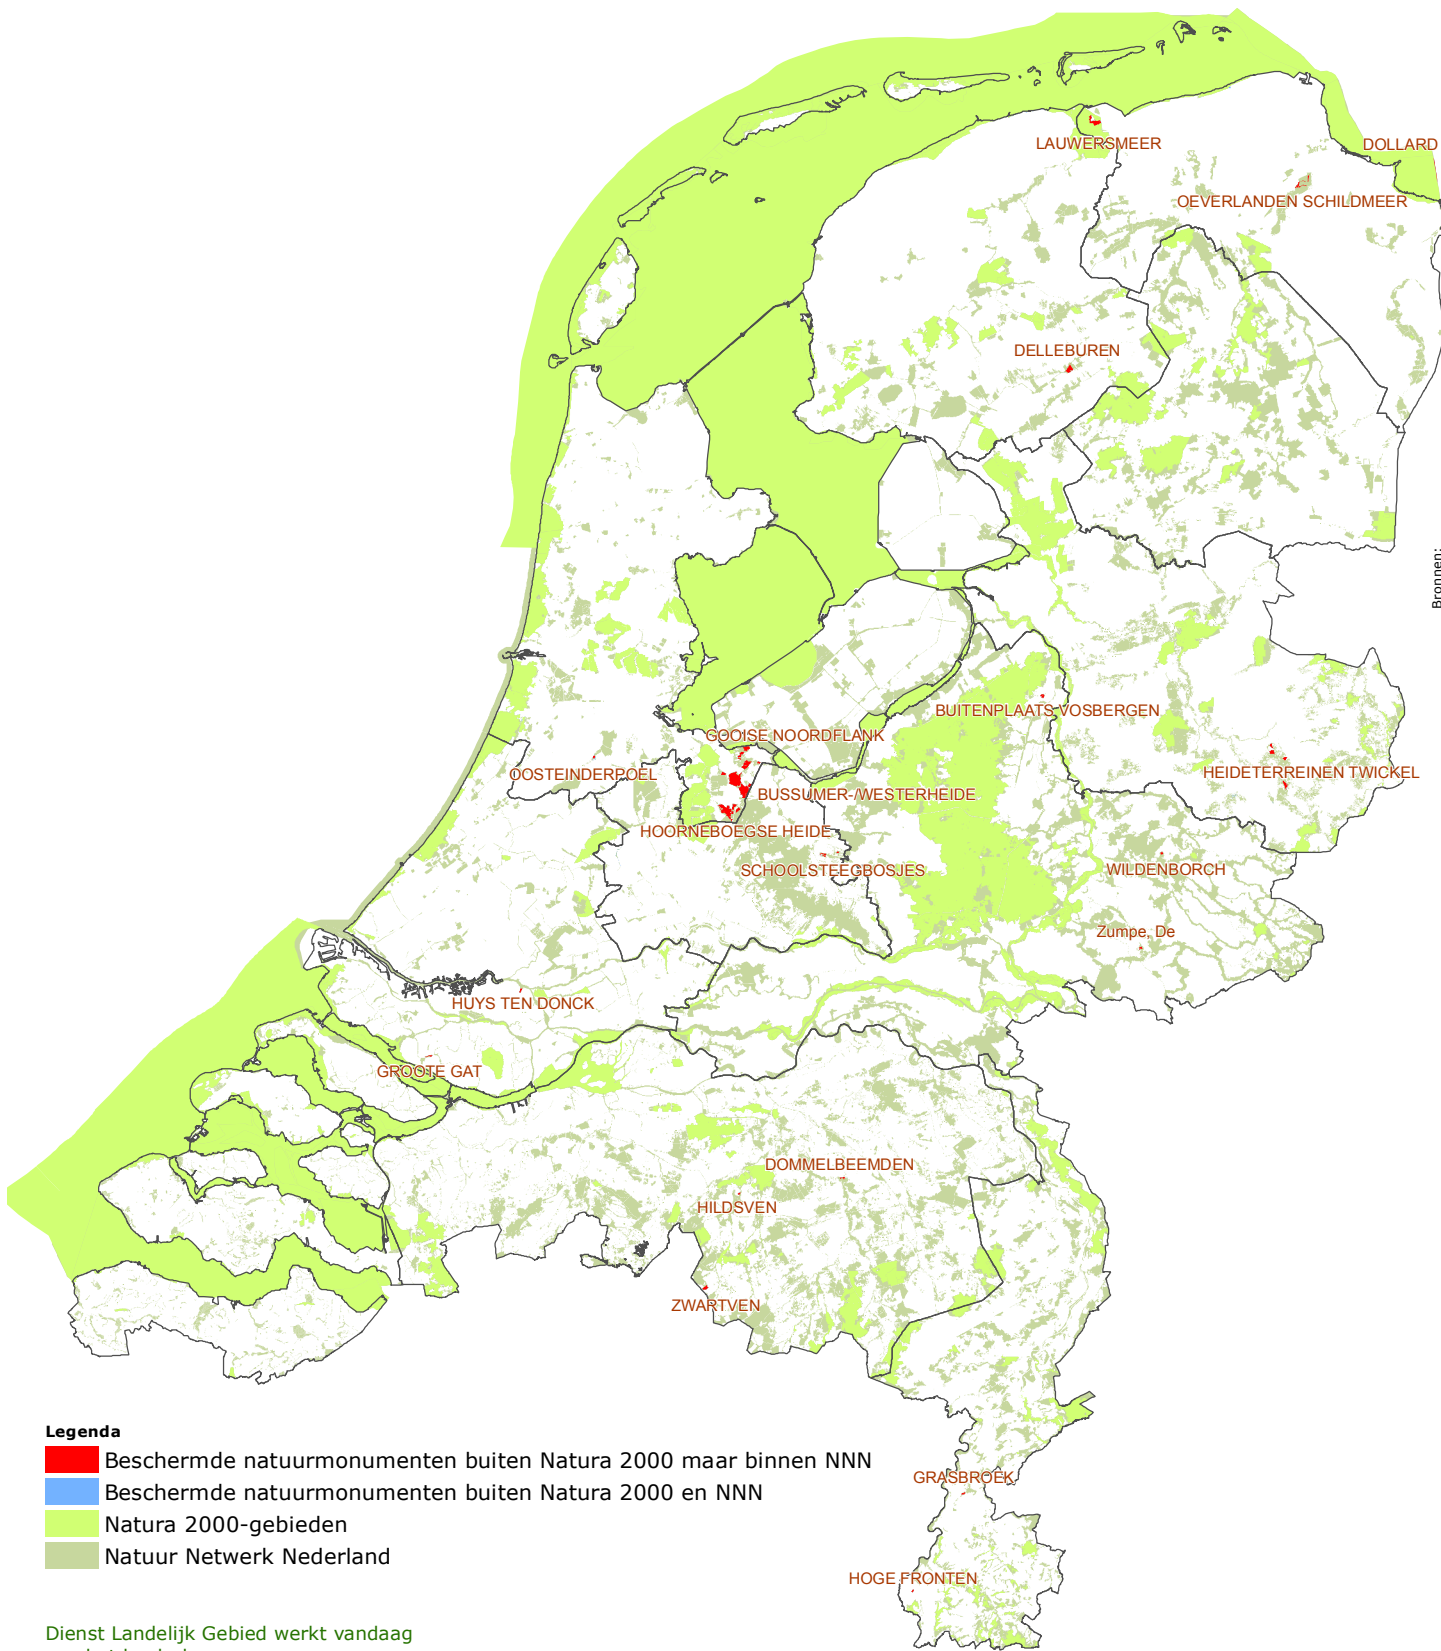 LAUWERSMEER
DOLLARD
OEVERLANDEN SCHILDMEER
DELLEBUREN
Bronnen:
BUITENPLAATS VOSBERGEN
GOOISE NOORDFLANK
OOSTEINDERPOEL
HEIDETERREINEN TWICKEL
BUSSUMER-/WESTERHEIDE
HOORNEBOEGSE HEIDE
SCHOOLSTEEGBOSJES
WILDENBORCH
Zumpe, De
HUYS TEN DONCK
GROOTE GAT
DOMMELBEEMDEN
HILDSVEN
ZWARTVEN
GRASBROEK
HOGE FRONTEN
Legenda
Beschermde natuurmonumenten buiten Natura 2000 maar binnen NNN
Beschermde natuurmonumenten buiten Natura 2000 en NNN
Natura 2000-gebieden
Natuur Netwerk Nederland
Dienst Landelijk Gebied werkt vandaag